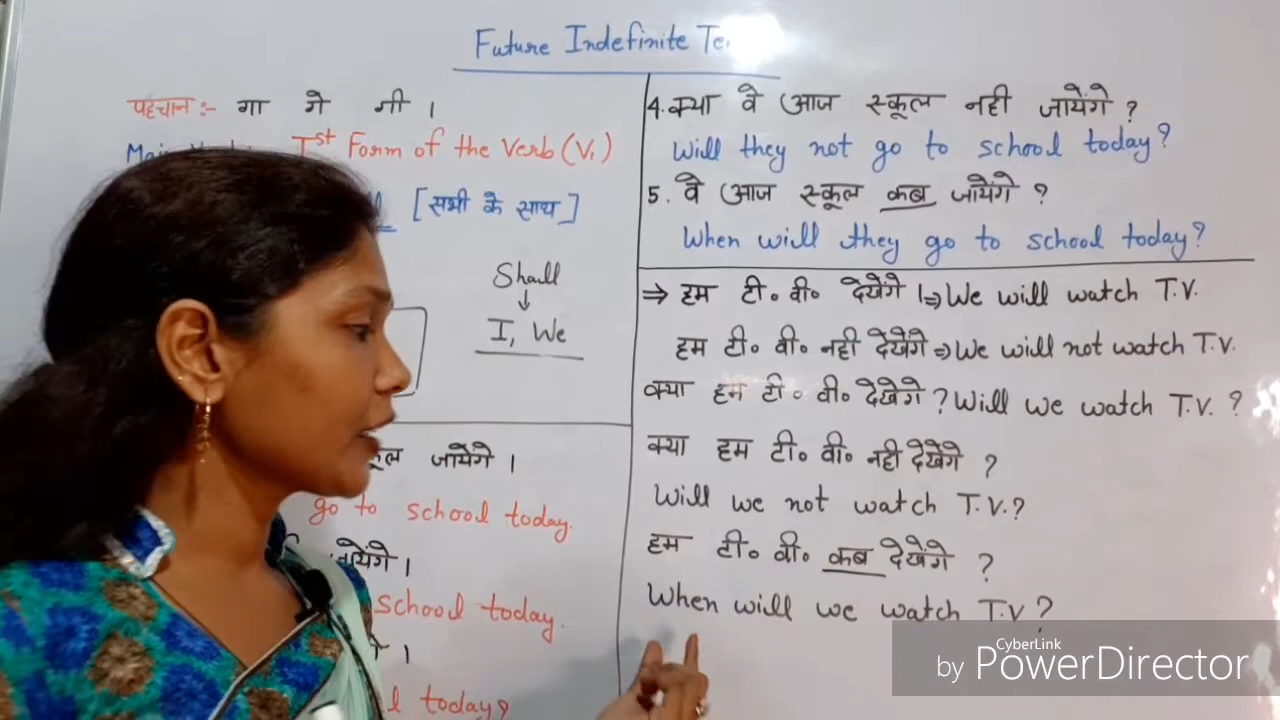 Future Indefinite
पहचान :- गा गे गी ।
Ist Form of the Verb (V₁)
[सभी के साथ]
Shall
↓
I, We
स्कूल जायेंगे ।
go to school today.
जायेंगे ।
school today.
।
today?
4. क्या वे आज स्कूल नही जायेंगे ?
Will they not go to school today?
5. वे आज स्कूल कब जायेंगे ?
When will they go to school today?
⇒ हम टी० वी० देखेंगे । ⇒ We will watch T.V.
हम टी० वी० नही देखेंगे ⇒ We will not watch T.V.
क्या हम टी० वी० देखेंगे ? Will we watch T.V. ?
क्या हम टी० वी० नही देखेंगे ?
Will we not watch T.V.?
हम टी० वी० कब देखेंगे ?
When will we watch T.V?
CyberLink
by PowerDirector